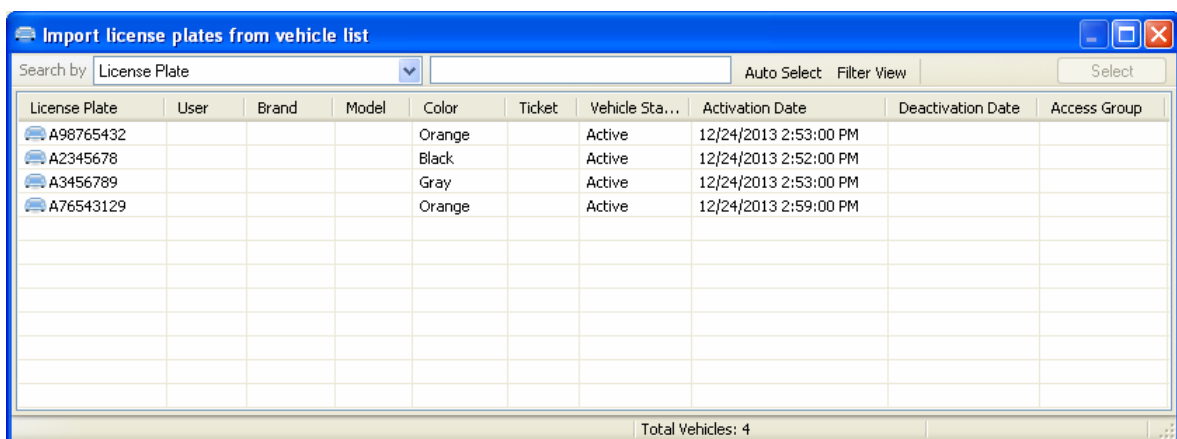 Import license plates from vehicle list
Search by License Plate Auto Select Filter View Select
License Plate User Brand Model Color Ticket Vehicle Sta... Activation Date Deactivation Date Access Group
A98765432 Orange Active 12/24/2013 2:53:00 PM
A2345678 Black Active 12/24/2013 2:52:00 PM
A3456789 Gray Active 12/24/2013 2:53:00 PM
A76543129 Orange Active 12/24/2013 2:59:00 PM
Total Vehicles: 4